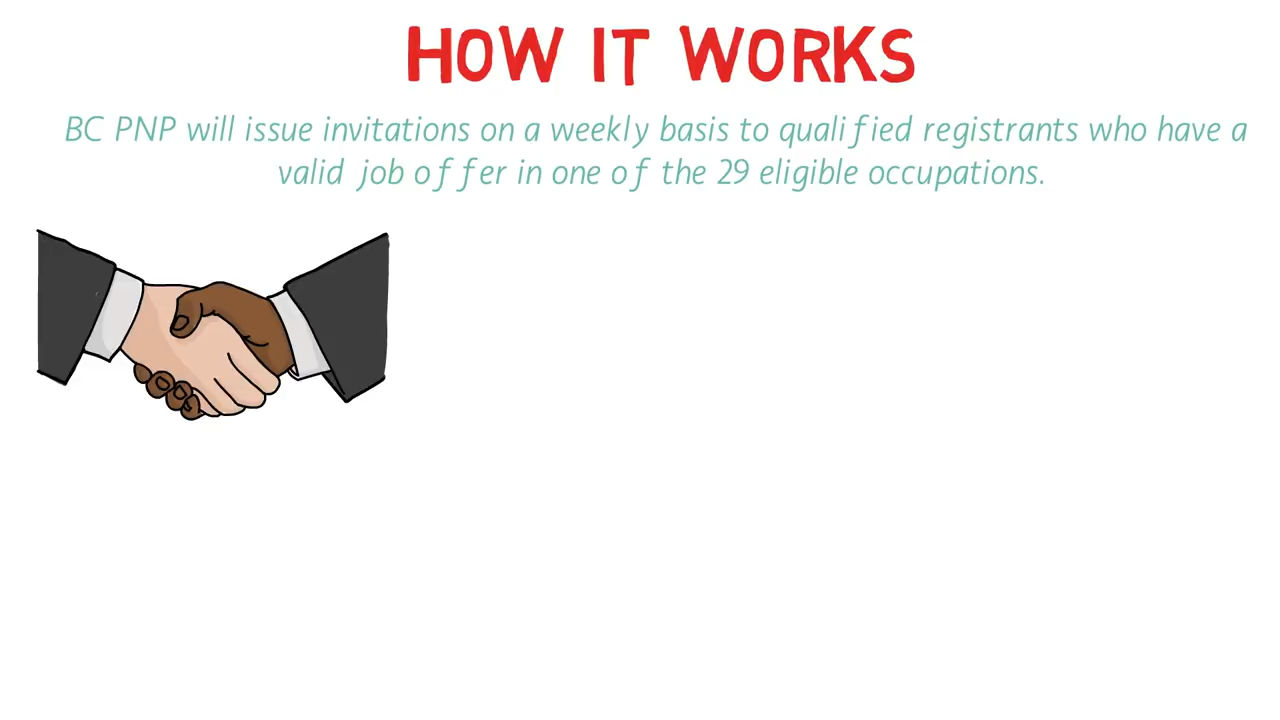 HOW IT WORKS
BC PNP will issue invitations on a weekly basis to qualified registrants who have a
valid job offer in one of the 29 eligible occupations.